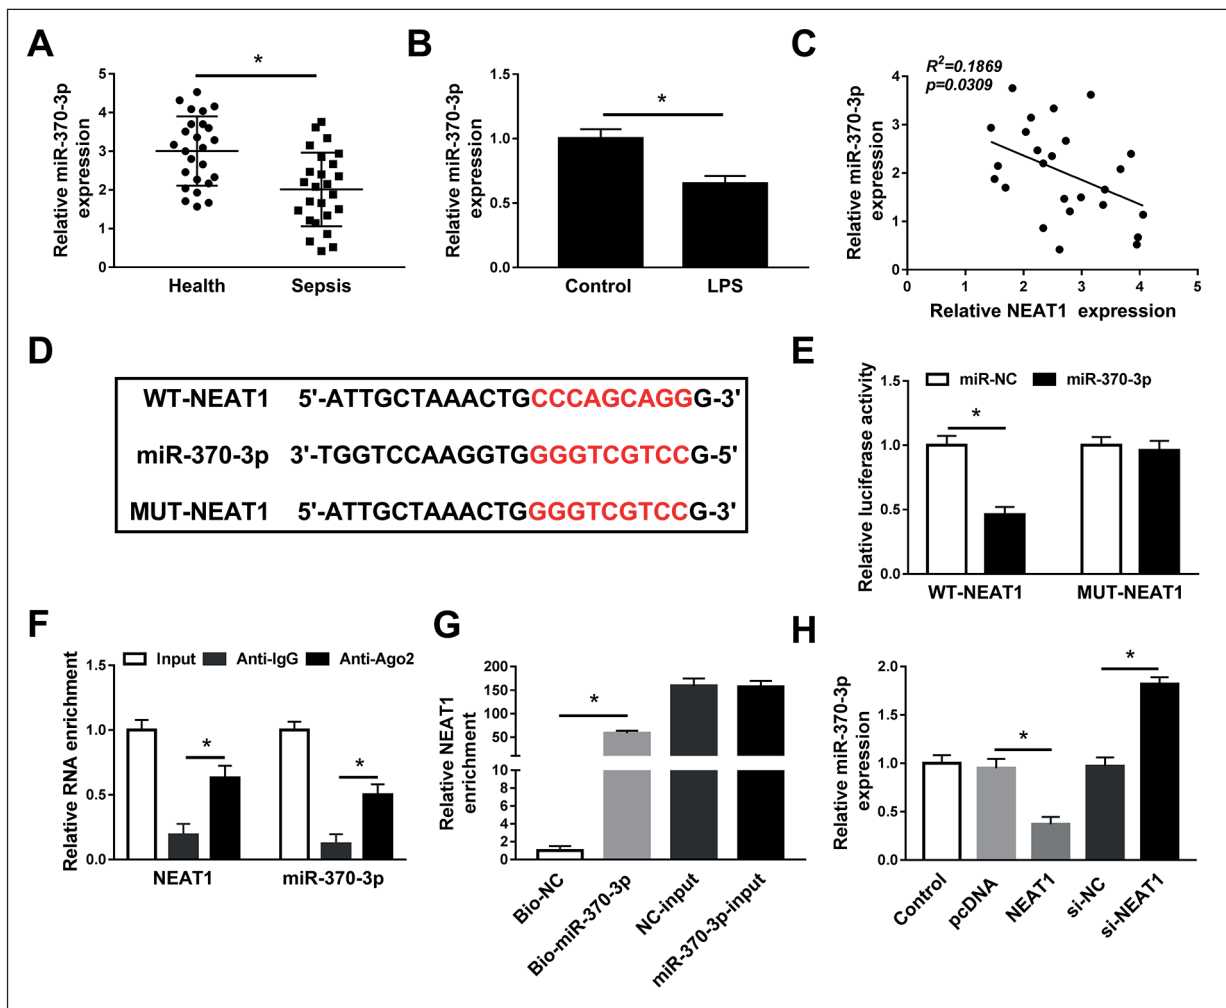 A
*
Relative miR-370-3p
expression
5
4
3
2
1
0
Health
Sepsis
B
*
Relative miR-370-3p
expression
1.5
1.0
0.5
0.0
Control
LPS
C
R²=0.1869
p=0.0309
Relative miR-370-3p
expression
4
3
2
1
0
0
1
2
3
4
5
Relative NEAT1 expression
D
WT-NEAT1 5'-ATTGCTAAACTGCCCAGCAGGG-3'
miR-370-3p 3'-TGGTCCAAGGTGGGGTCGTCCG-5'
MUT-NEAT1 5'-ATTGCTAAACTGGGGTCGTCCG-3'
E
miR-NC
miR-370-3p
Relative luciferase activity
1.5
1.0
0.5
0.0
*
WT-NEAT1
MUT-NEAT1
F
Input
Anti-IgG
Anti-Ago2
Relative RNA enrichment
1.5
1.0
0.5
0.0
*
*
NEAT1
miR-370-3p
G
Relative NEAT1
enrichment
200
150
100
50
10
8
6
4
2
0
*
Bio-NC
Bio-miR-370-3p
NC-input
miR-370-3p-input
H
Relative miR-370-3p
expression
2.0
1.5
1.0
0.5
0.0
*
*
Control
pcDNA
NEAT1
si-NC
si-NEAT1